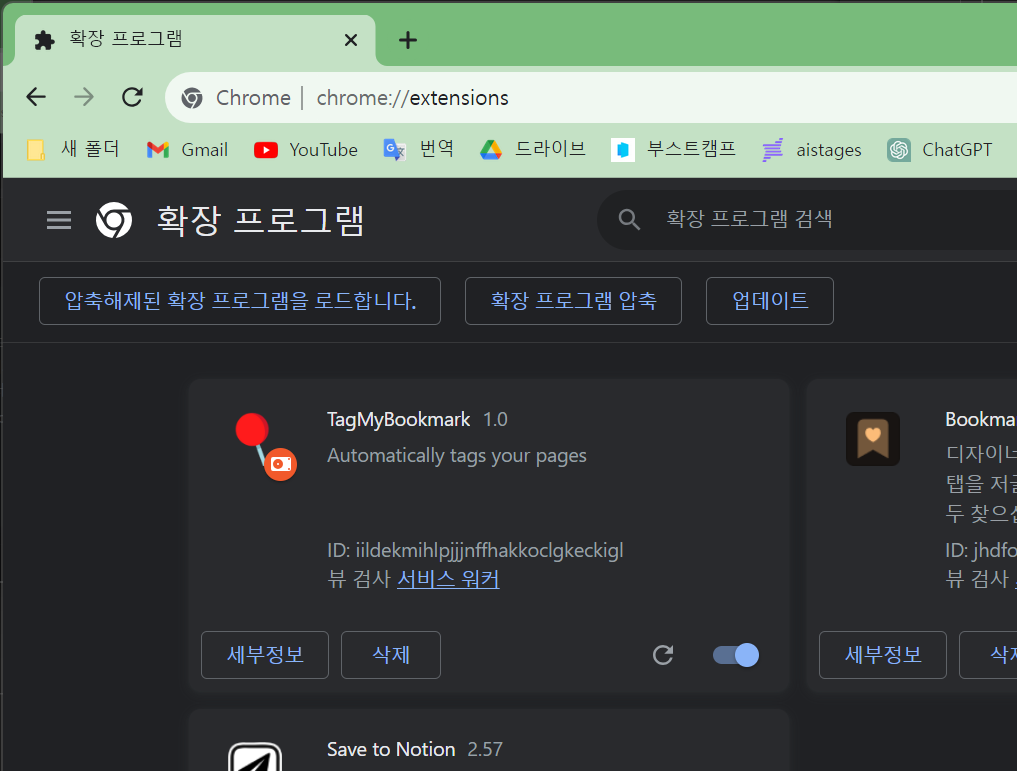 확장 프로그램
Chrome | chrome://extensions
새 폴더 Gmail YouTube 번역 드라이브 부스트캠프 aistages ChatGPT
확장 프로그램
확장 프로그램 검색
압축해제된 확장 프로그램을 로드합니다. 확장 프로그램 압축 업데이트
TagMyBookmark 1.0
Automatically tags your pages
ID: iildekmihlpjjjnffhakkoclgkeckigl
뷰 검사 서비스 워커
세부정보 삭제
Bookma
디자이너
탭을 저글
두 찾으십
ID: jhdfo
뷰 검사
세부정보 삭제
Save to Notion 2.57